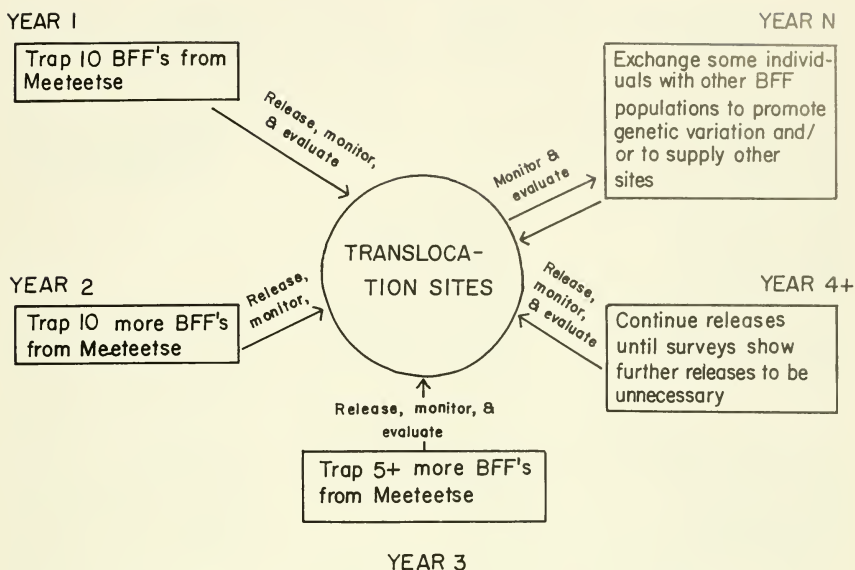 YEAR 1
Trap 10 BFF's from
Meeteetse
Release, monitor,
& evaluate
YEAR N
Exchange some individ-
uals with other BFF
populations to promote
genetic variation and/
or to supply other
sites
Monitor &
evaluate
TRANSLOCA-
TION SITES
YEAR 2
Trap 10 more BFF's
from Meeteetse
Release,
monitor,
YEAR 4+
Continue releases
until surveys show
further releases to be
unnecessary
Release,
monitor,
& evaluate
Release, monitor, &
evaluate
Trap 5+ more BFF's
from Meeteetse
YEAR 3